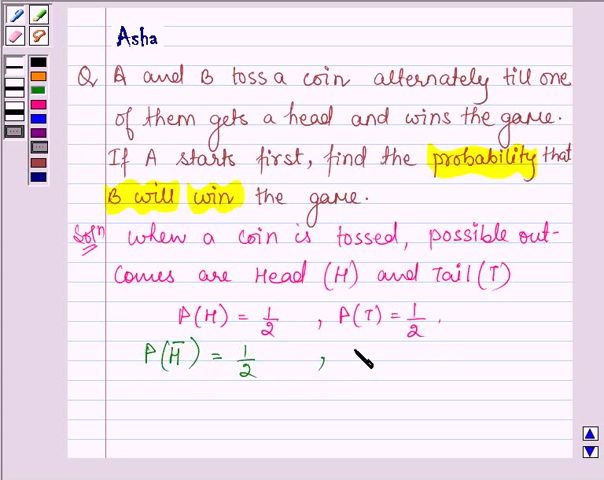 Asha
Q A and B toss a coin alternately till one
of them gets a head and wins the game.
If A starts first, find the probability that
B will win the game.
Solⁿ When a coin is tossed, possible out-
comes are Head (H) and Tail (T)
P(H) = 1/2 , P(T) = 1/2 .
P(H̄) = 1/2 ,